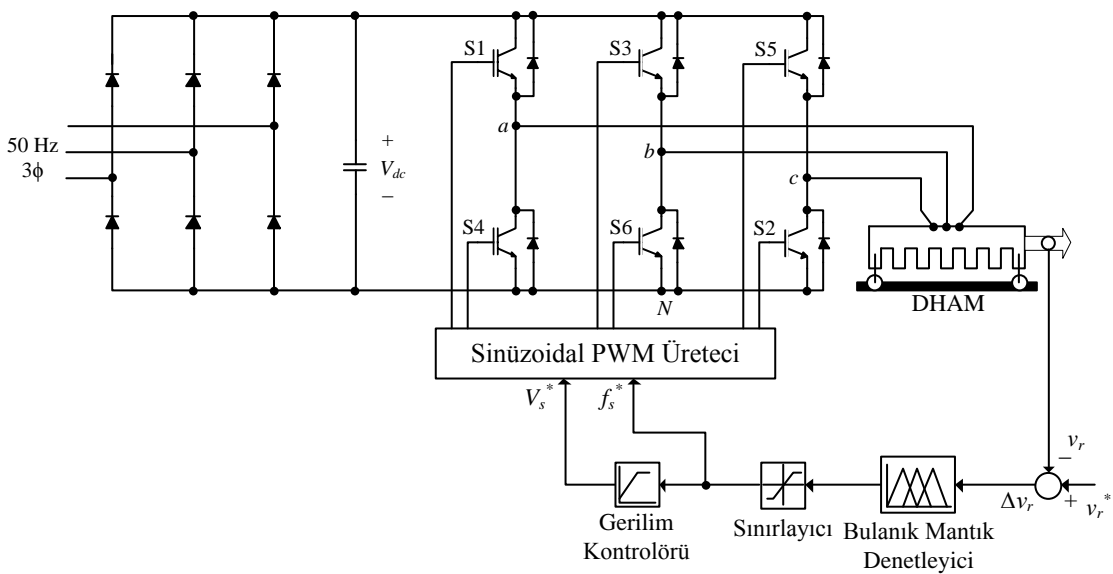 S1
S3
S5
a
50 Hz
3ϕ
+
V_dc
−
b
c
S4
S6
S2
N
DHAM
Sinüzoidal PWM Üreteci
V_s*
f_s*
v_r
−
Δv_r
+
v_r*
Gerilim
Kontrolörü
Sınırlayıcı
Bulanık Mantık
Denetleyici